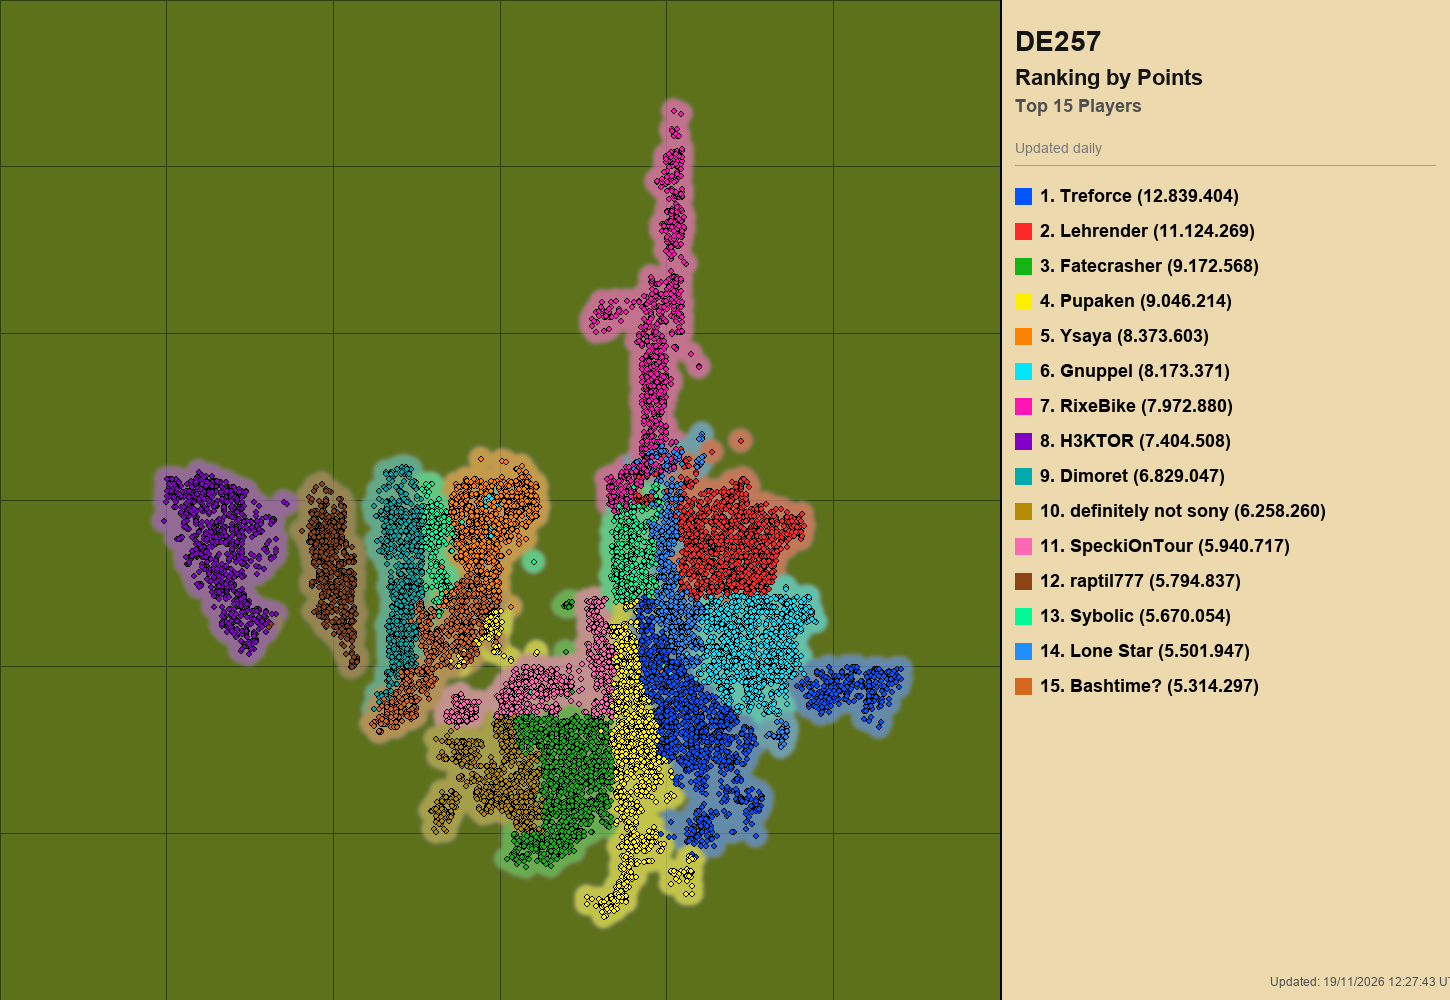 DE257
Ranking by Points
Top 15 Players
Updated daily
1. Treforce (12.839.404)
2. Lehrender (11.124.269)
3. Fatecrasher (9.172.568)
4. Pupaken (9.046.214)
5. Ysaya (8.373.603)
6. Gnuppel (8.173.371)
7. RixeBike (7.972.880)
8. H3KTOR (7.404.508)
9. Dimoret (6.829.047)
10. definitely not sony (6.258.260)
11. SpeckiOnTour (5.940.717)
12. raptil777 (5.794.837)
13. Sybolic (5.670.054)
14. Lone Star (5.501.947)
15. Bashtime? (5.314.297)
Updated: 19/11/2026 12:27:43